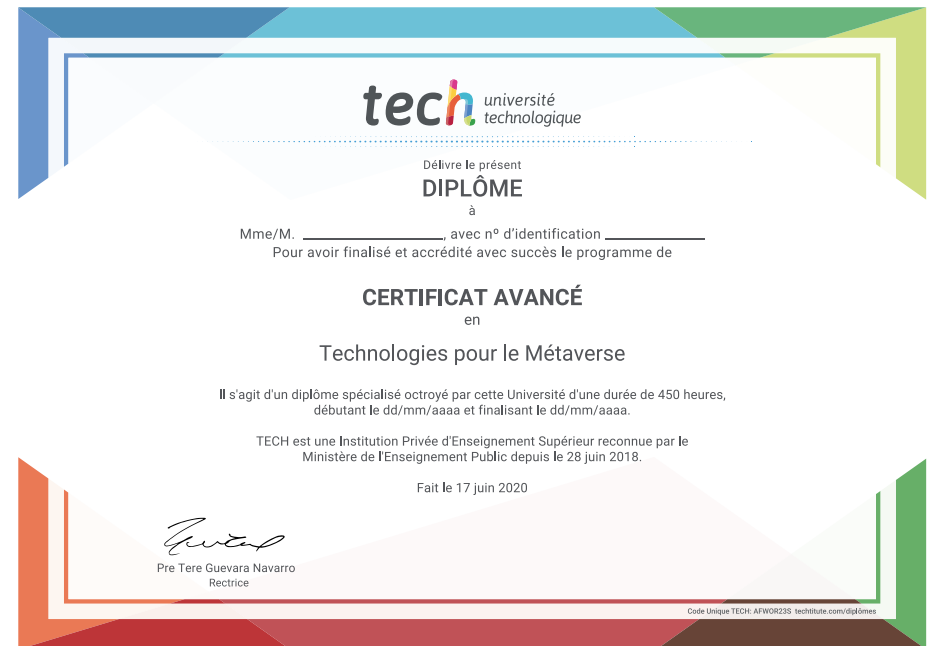 tech université
technologique
Délivre le présent
DIPLÔME
à
Mme/M. ____________________, avec nº d'identification ______________
Pour avoir finalisé et accrédité avec succès le programme de
CERTIFICAT AVANCÉ
en
Technologies pour le Métaverse
Il s'agit d'un diplôme spécialisé octroyé par cette Université d'une durée de 450 heures,
débutant le dd/mm/aaaa et finalisant le dd/mm/aaaa.
TECH est une Institution Privée d'Enseignement Supérieur reconnue par le
Ministère de l'Enseignement Public depuis le 28 juin 2018.
Fait le 17 juin 2020
Pre Tere Guevara Navarro
Rectrice
Code Unique TECH: AFWOR23S techtitute.com/diplômes